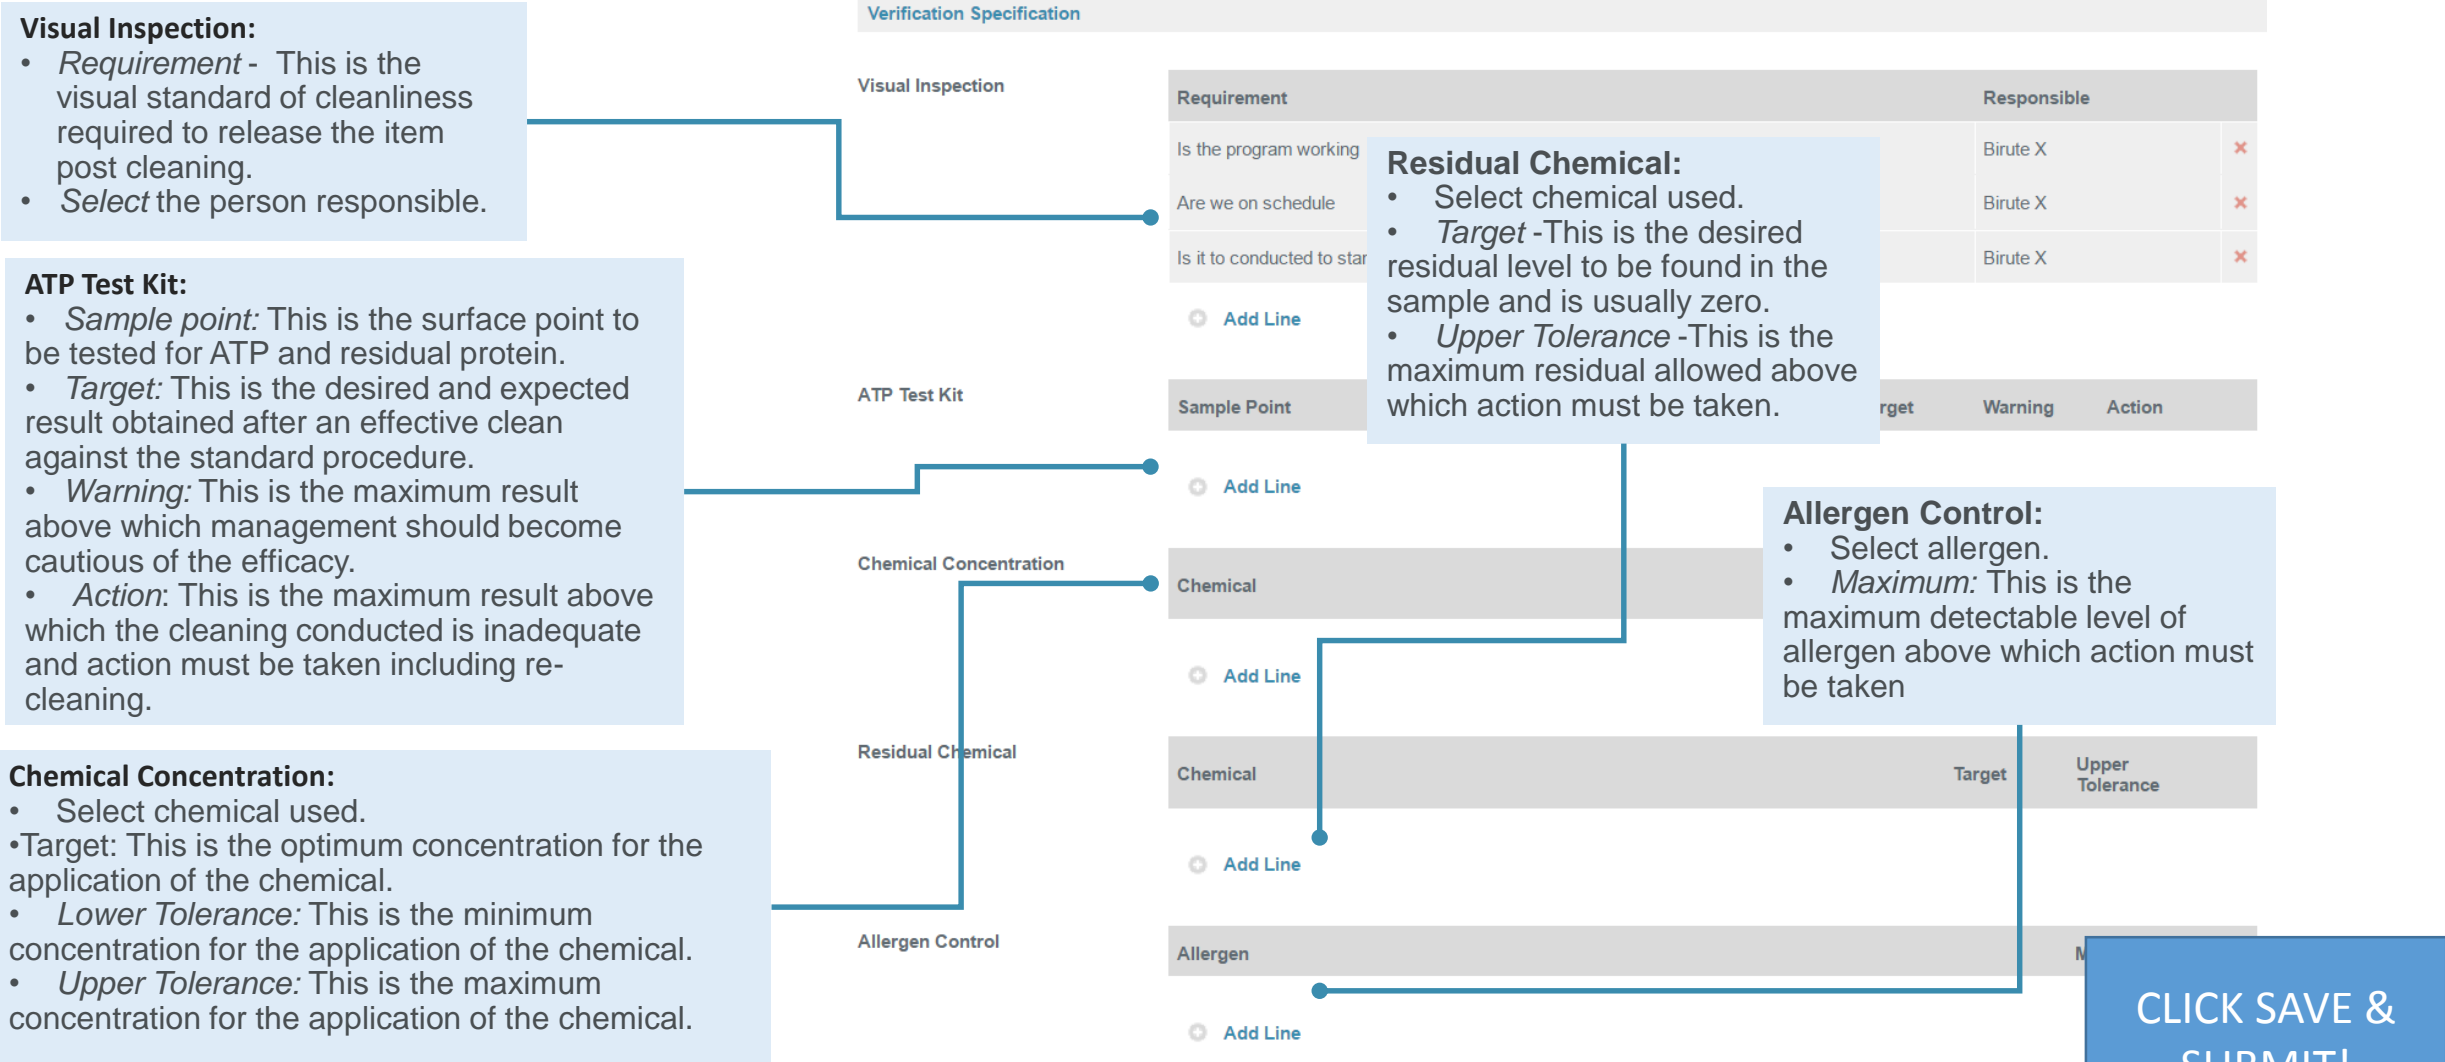 Visual Inspection:
• Requirement - This is the
visual standard of cleanliness
required to release the item
post cleaning.
• Select the person responsible.
ATP Test Kit:
• Sample point: This is the surface point to
be tested for ATP and residual protein.
• Target: This is the desired and expected
result obtained after an effective clean
against the standard procedure.
• Warning: This is the maximum result
above which management should become
cautious of the efficacy.
• Action: This is the maximum result above
which the cleaning conducted is inadequate
and action must be taken including re-
cleaning.
Chemical Concentration:
• Select chemical used.
•Target: This is the optimum concentration for the
application of the chemical.
• Lower Tolerance: This is the minimum
concentration for the application of the chemical.
• Upper Tolerance: This is the maximum
concentration for the application of the chemical.
Verification Specification
Visual Inspection
Requirement Responsible
Is the program working Birute X
Are we on schedule Birute X
Is it to conducted to Birute X
Add Line
Residual Chemical:
• Select chemical used.
• Target -This is the desired
residual level to be found in the
sample and is usually zero.
• Upper Tolerance -This is the
maximum residual allowed above
which action must be taken.
ATP Test Kit
Sample Point Warning Action
Add Line
Allergen Control:
• Select allergen.
• Maximum: This is the
maximum detectable level of
allergen above which action must
be taken
Chemical Concentration
Chemical
Add Line
Residual Chemical
Chemical Target Upper Tolerance
Add Line
Allergen Control
Allergen
Add Line
CLICK SAVE &
SUBMIT!